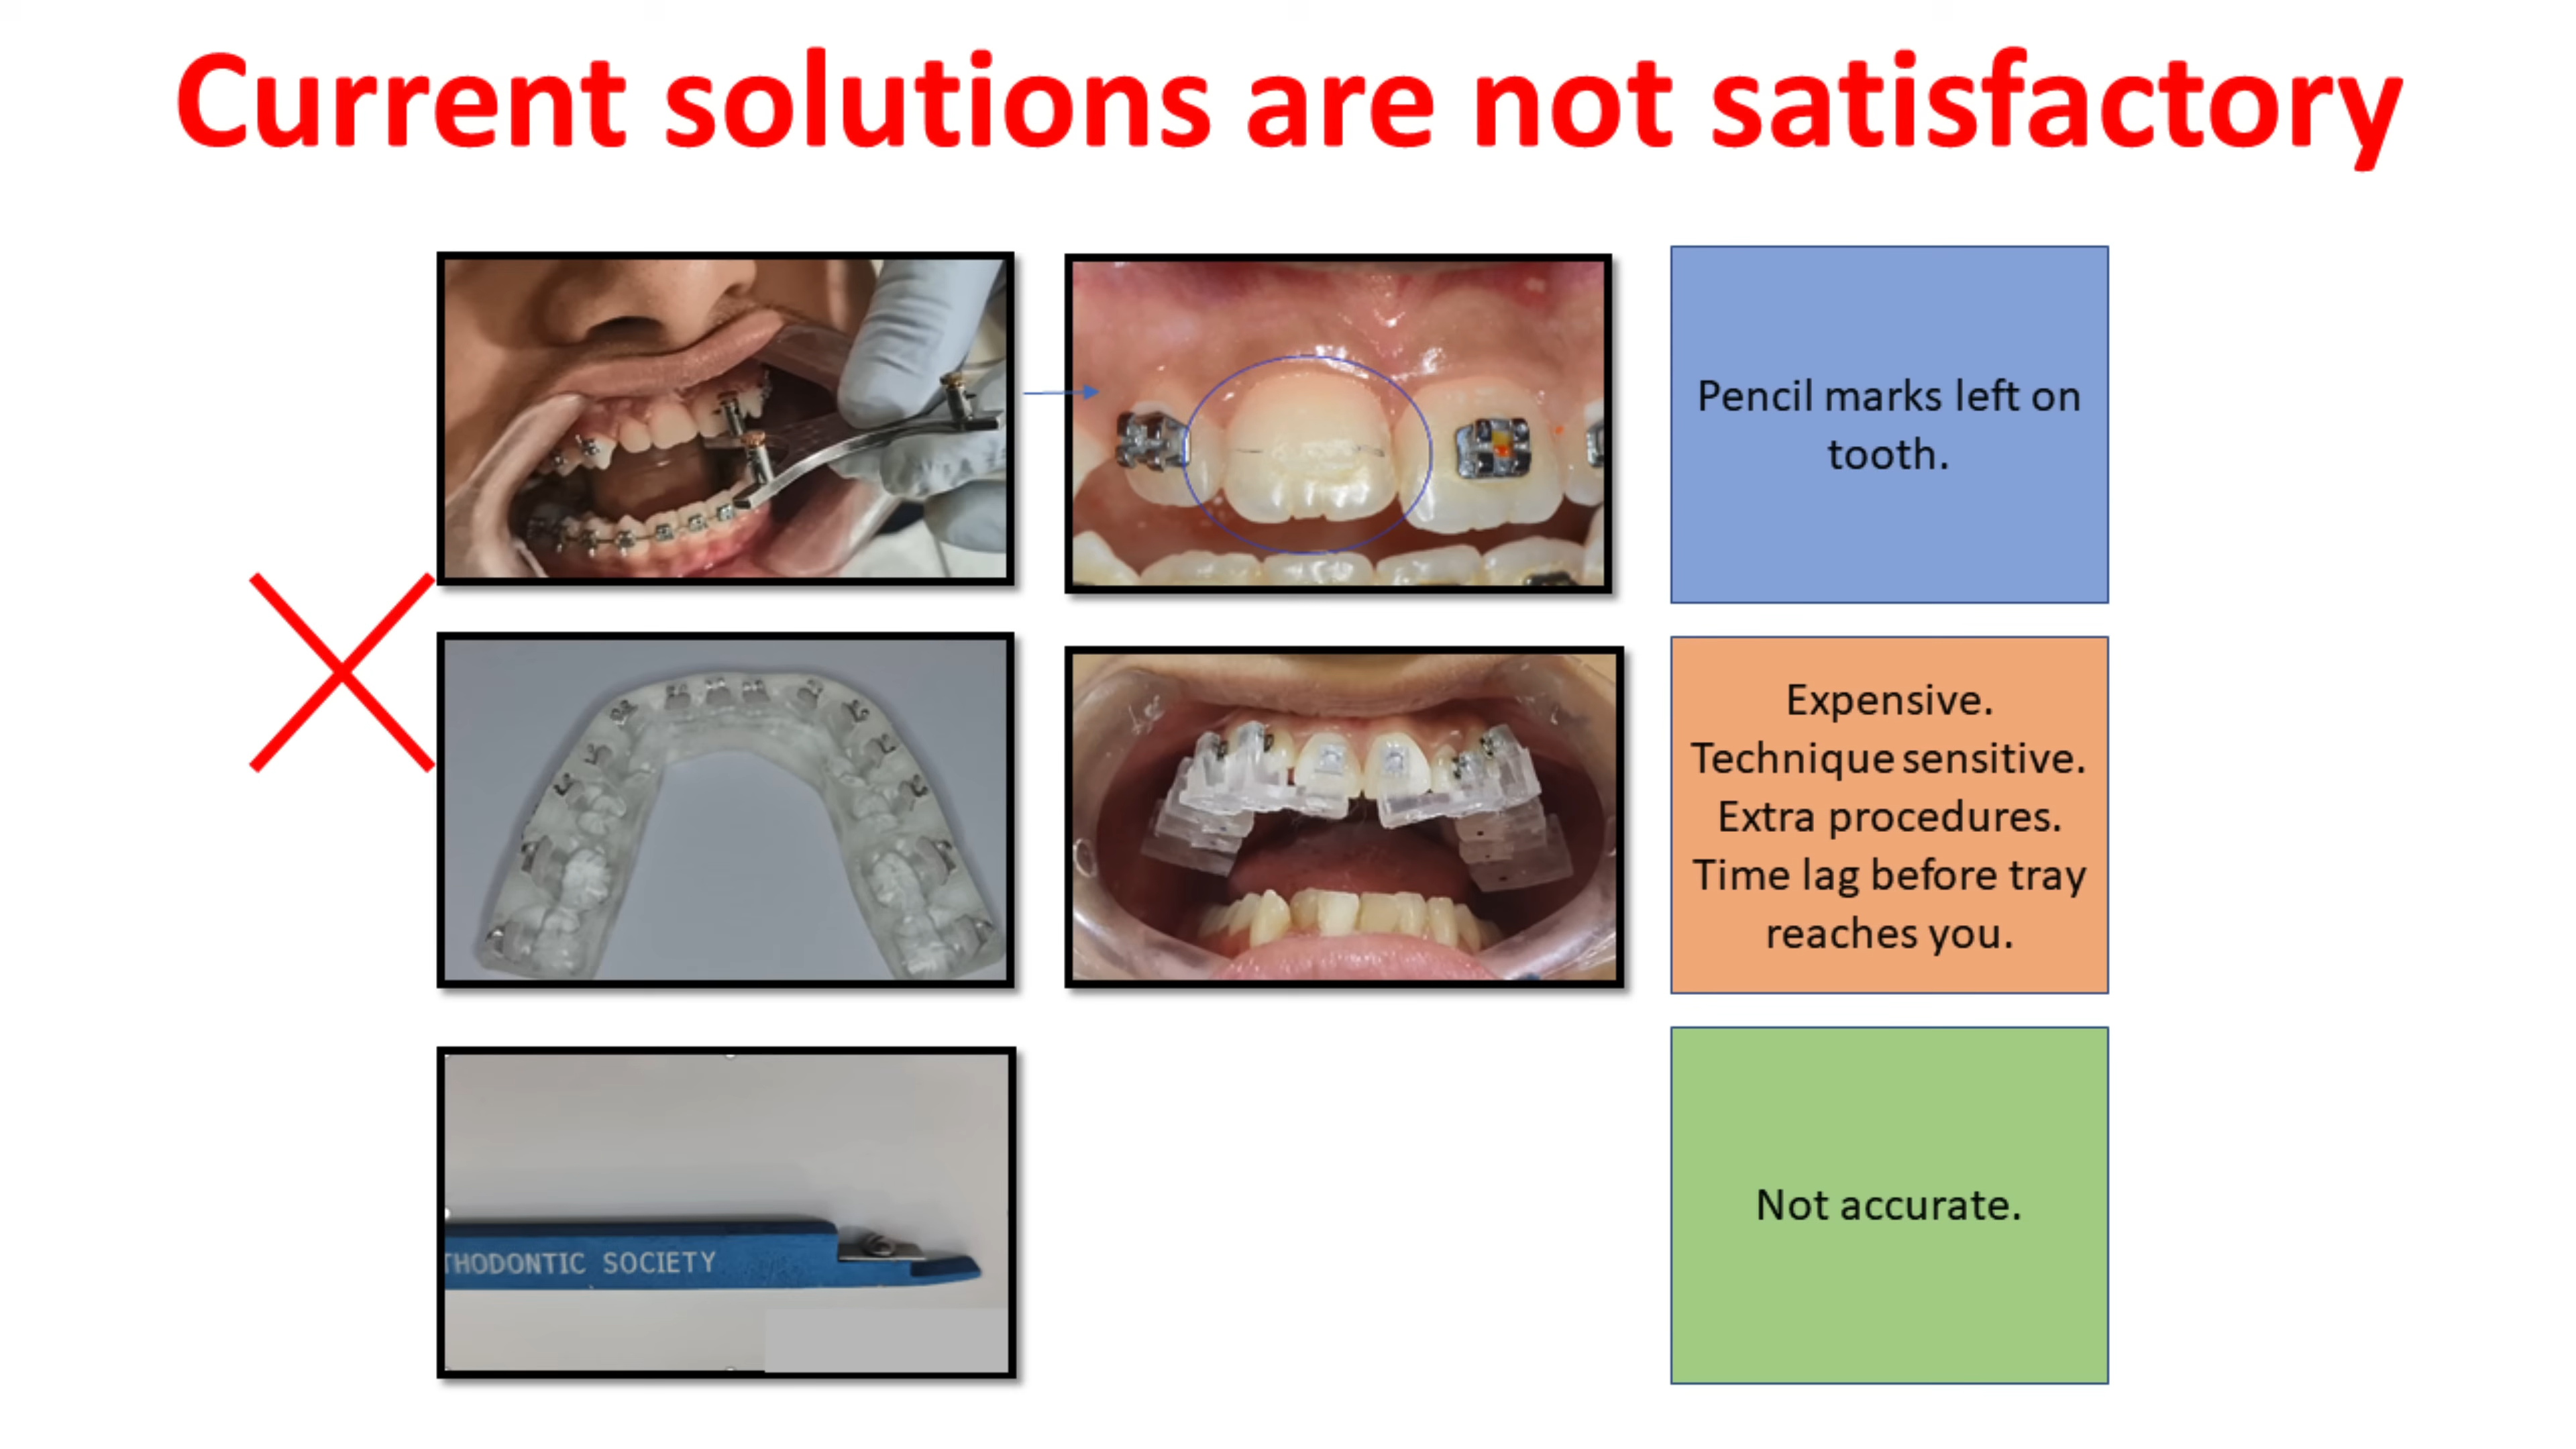 Current solutions are not satisfactory
Pencil marks left on
tooth.
Expensive.
Technique sensitive.
Extra procedures.
Time lag before tray
reaches you.
THODONTIC SOCIETY
Not accurate.